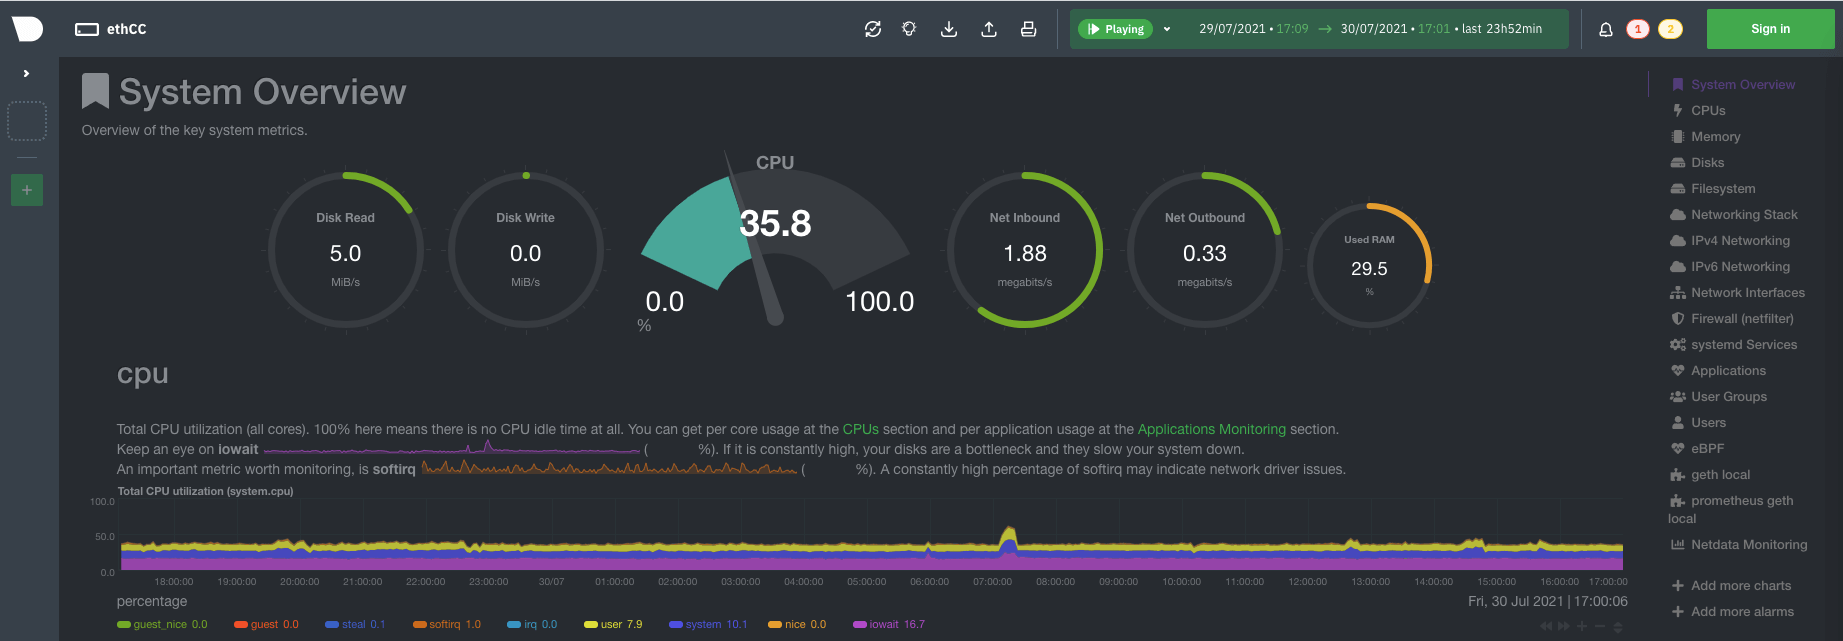 ethCC
Playing
29/07/2021 • 17:09 → 30/07/2021 • 17:01 • last 23h52min
1
2
Sign in
System Overview
Overview of the key system metrics.
Disk Read
5.0
MiB/s
Disk Write
0.0
MiB/s
CPU
35.8
0.0
100.0
%
Net Inbound
1.88
megabits/s
Net Outbound
0.33
megabits/s
Used RAM
29.5
%
cpu
Total CPU utilization (all cores). 100% here means there is no CPU idle time at all. You can get per core usage at the CPUs section and per application usage at the Applications Monitoring section.
Keep an eye on iowait ( %). If it is constantly high, your disks are a bottleneck and they slow your system down.
An important metric worth monitoring, is softirq ( %). A constantly high percentage of softirq may indicate network driver issues.
Total CPU utilization (system.cpu)
100.0
50.0
0.0
18:00:00 19:00:00 20:00:00 21:00:00 22:00:00 23:00:00 30/07 01:00:00 02:00:00 03:00:00 04:00:00 05:00:00 06:00:00 07:00:00 08:00:00 09:00:00 10:00:00 11:00:00 12:00:00 13:00:00 14:00:00 15:00:00 16:00:00 17:00:00
percentage
Fri, 30 Jul 2021 | 17:00:06
guest_nice 0.0 guest 0.0 steal 0.1 softirq 1.0 irq 0.0 user 7.9 system 10.1 nice 0.0 iowait 16.7
System Overview
CPUs
Memory
Disks
Filesystem
Networking Stack
IPv4 Networking
IPv6 Networking
Network Interfaces
Firewall (netfilter)
systemd Services
Applications
User Groups
Users
eBPF
geth local
prometheus geth
local
Netdata Monitoring
Add more charts
Add more alarms